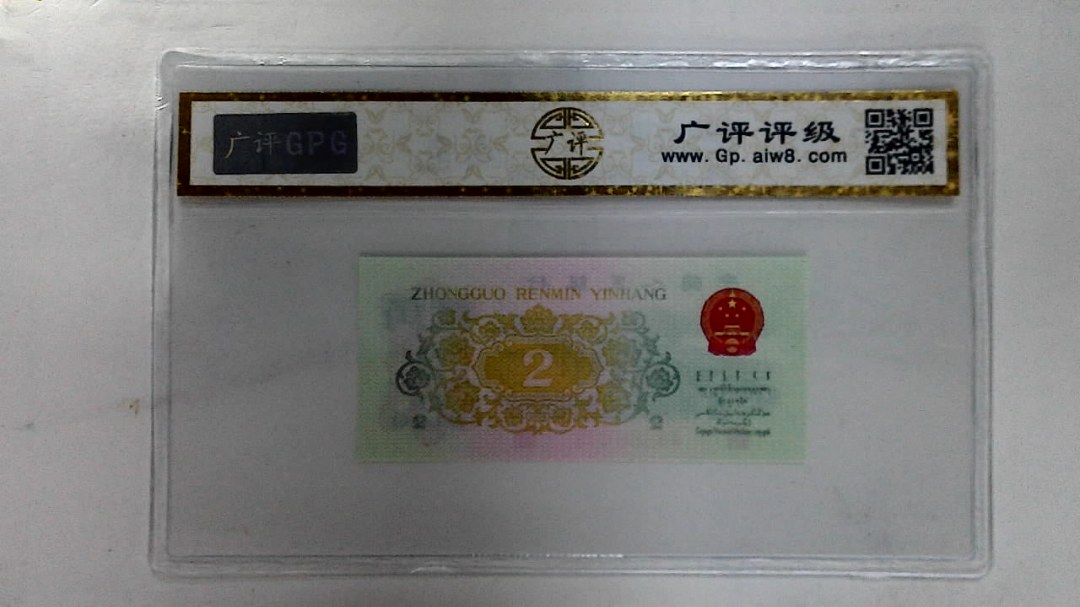 广评GPG
广评
广评评级
www.Gp.aiw8.com
ZHONGGUO RENMIN YINHANG
2
2 2